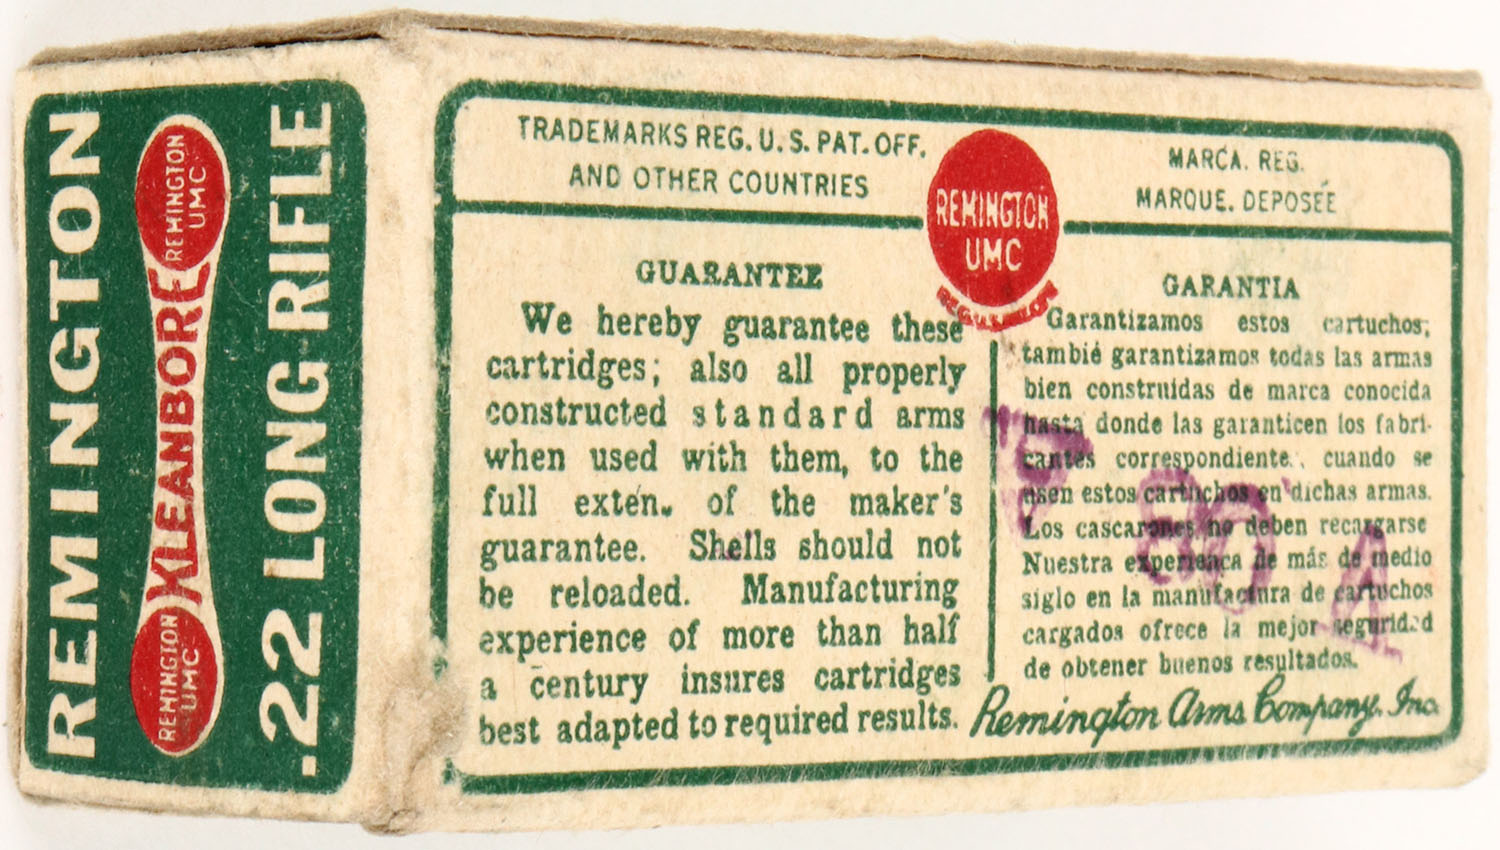 REMINGTON
REMINGTON
UMC
KLEANBORE
REMINGTON
UMC
.22 LONG RIFLE
TRADEMARKS REG. U. S. PAT. OFF.
AND OTHER COUNTRIES
REMINGTON
UMC
MARCA. REG.
MARQUE. DEPOSÉE
GUARANTEE
We hereby guarantee these
cartridges; also all properly
constructed standard arms
when used with them, to the
full exten. of the maker's
guarantee. Shells should not
be reloaded. Manufacturing
experience of more than half
a century insures cartridges
best adapted to required results.
GARANTIA
Garantizamos estos cartuchos;
tambié garantizamos todas las armas
bien construidas de marca conocida
hasta donde las garanticen los fabri-
cantes correspondiente., cuando se
usen estos cartuchos en dichas armas.
Los cascarones no deben recargarse
Nuestra experienca de más de medio
siglo en la manufactura de cartuchos
cargados ofrece la mejor seguridad
de obtener buenos resultados.
Remington Arms Company, Inc.